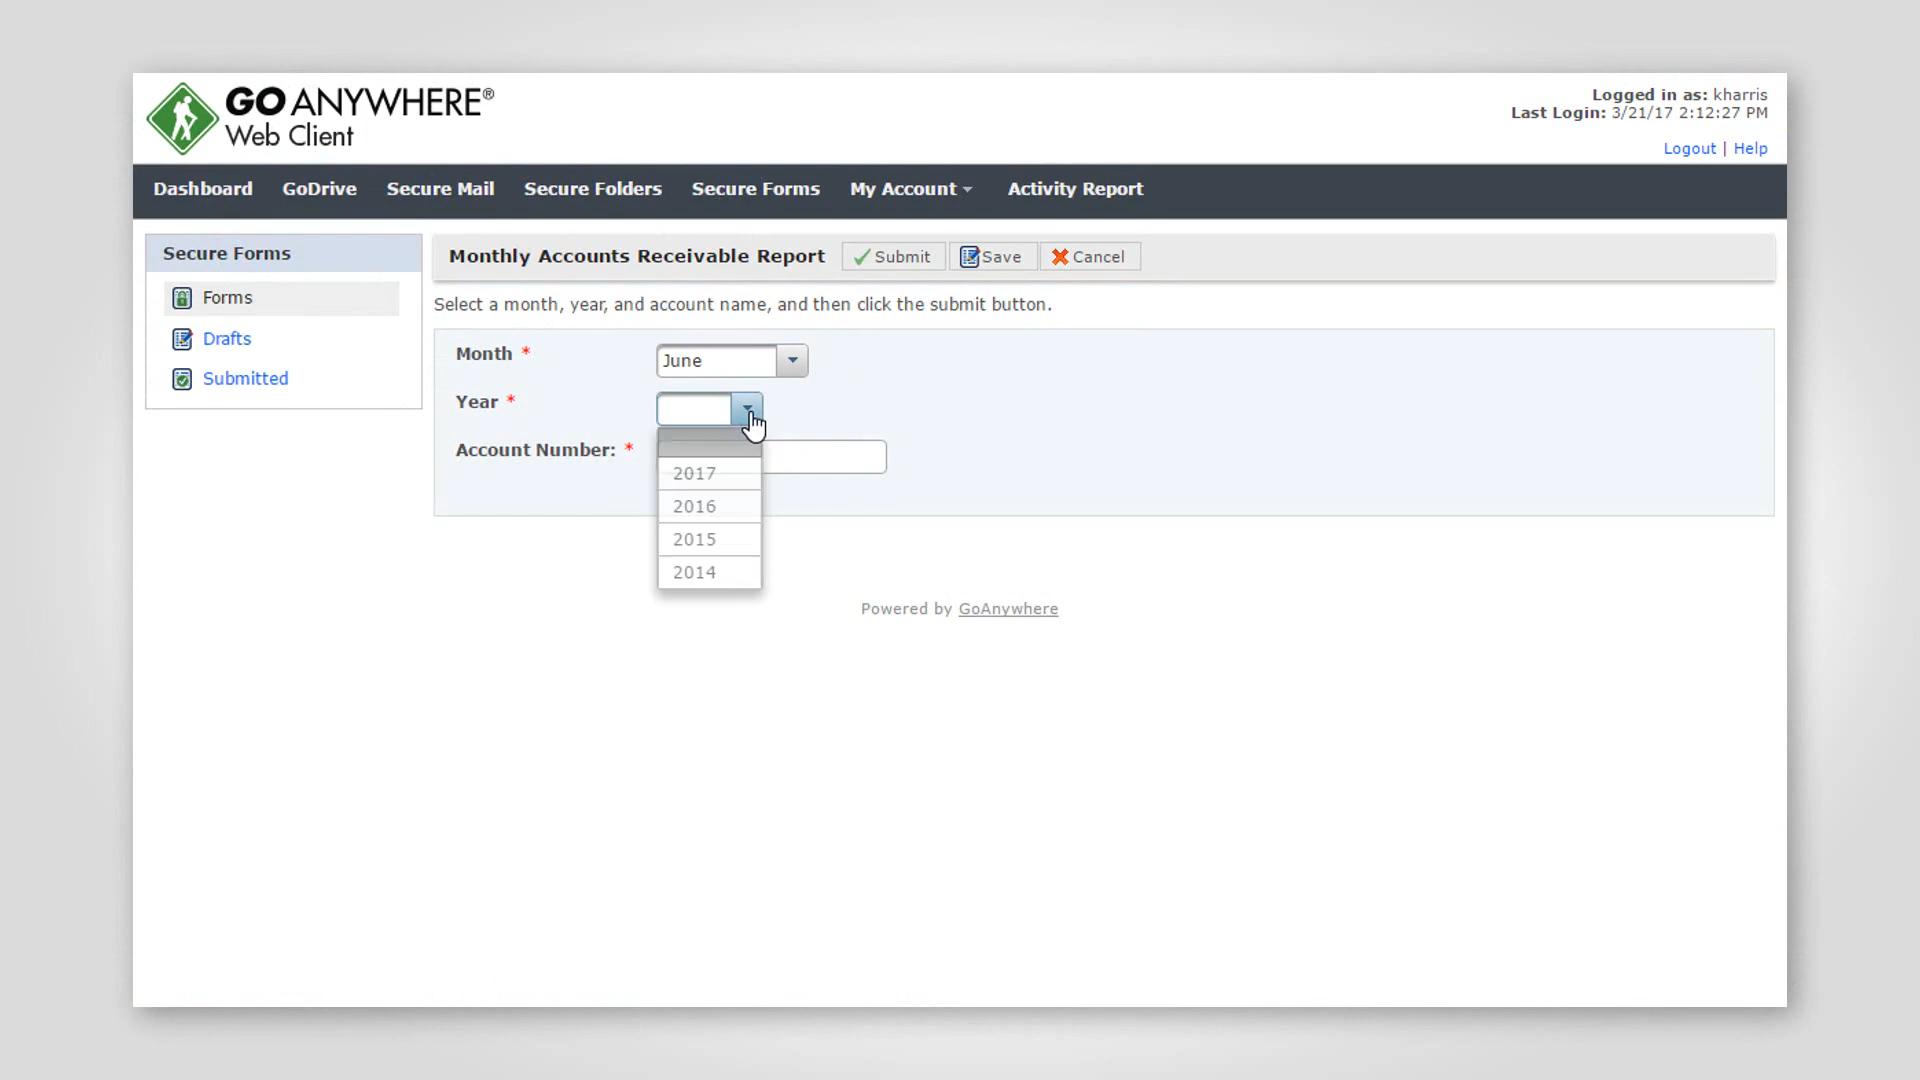 GO ANYWHERE®
Web Client
Logged in as: kharris
Last Login: 3/21/17 2:12:27 PM
Logout | Help
Dashboard GoDrive Secure Mail Secure Folders Secure Forms My Account Activity Report
Secure Forms
Forms
Drafts
Submitted
Monthly Accounts Receivable Report Submit Save Cancel
Select a month, year, and account name, and then click the submit button.
Month * June
Year *
Account Number: *
2017
2016
2015
2014
Powered by GoAnywhere